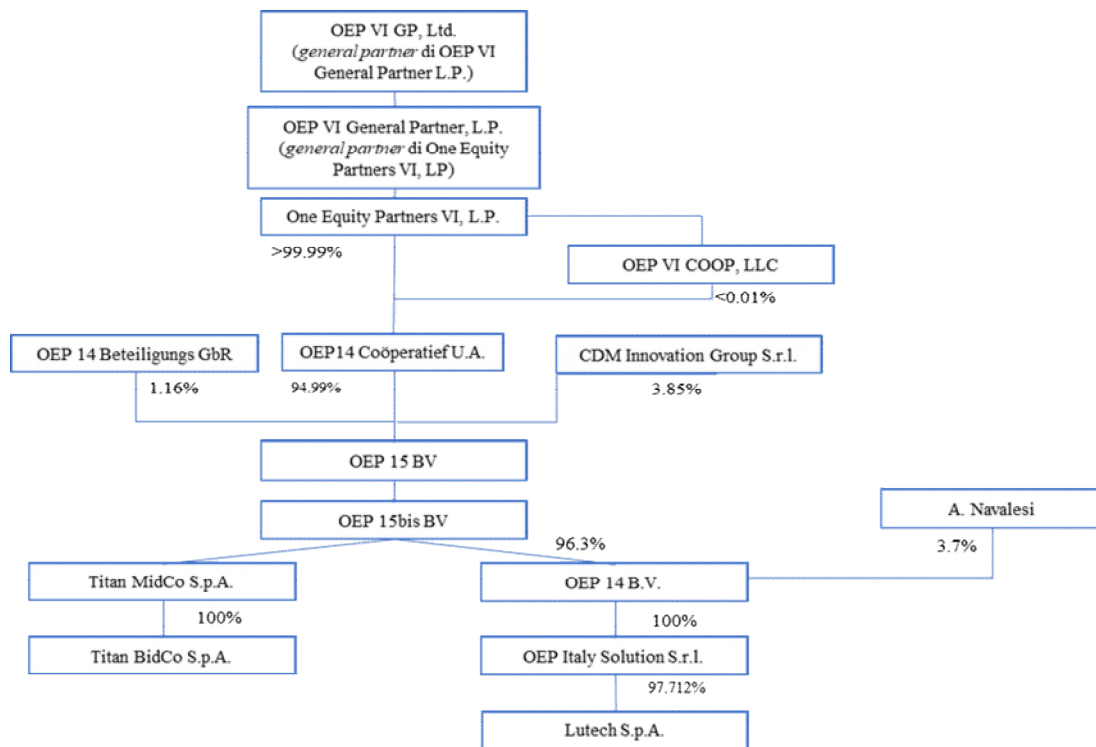 OEP VI GP, Ltd.
(general partner di OEP VI
General Partner L.P.)
OEP VI General Partner, L.P.
(general partner di One Equity
Partners VI, LP)
One Equity Partners VI, L.P.
>99.99%
OEP VI COOP, LLC
<0.01%
OEP 14 Beteiligungs GbR
OEP14 Coöperatief U.A.
CDM Innovation Group S.r.l.
1.16%
94.99%
3.85%
OEP 15 BV
OEP 15bis BV
A. Navalesi
96.3%
3.7%
Titan MidCo S.p.A.
OEP 14 B.V.
100%
100%
Titan BidCo S.p.A.
OEP Italy Solution S.r.l.
97.712%
Lutech S.p.A.